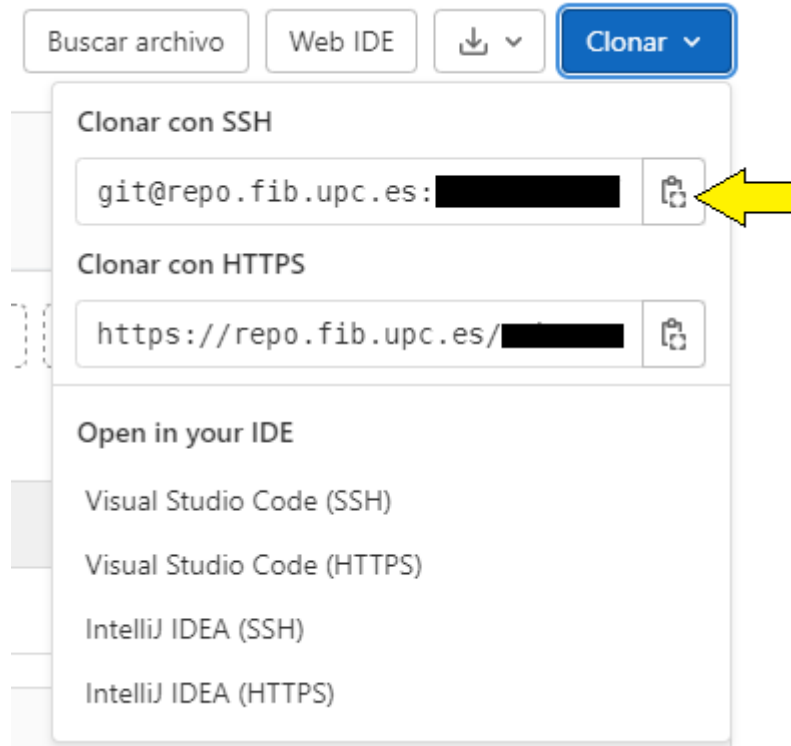 Buscar archivo Web IDE Clonar
Clonar con SSH
git@repo.fib.upc.es:
Clonar con HTTPS
https://repo.fib.upc.es/
Open in your IDE
Visual Studio Code (SSH)
Visual Studio Code (HTTPS)
IntelliJ IDEA (SSH)
IntelliJ IDEA (HTTPS)